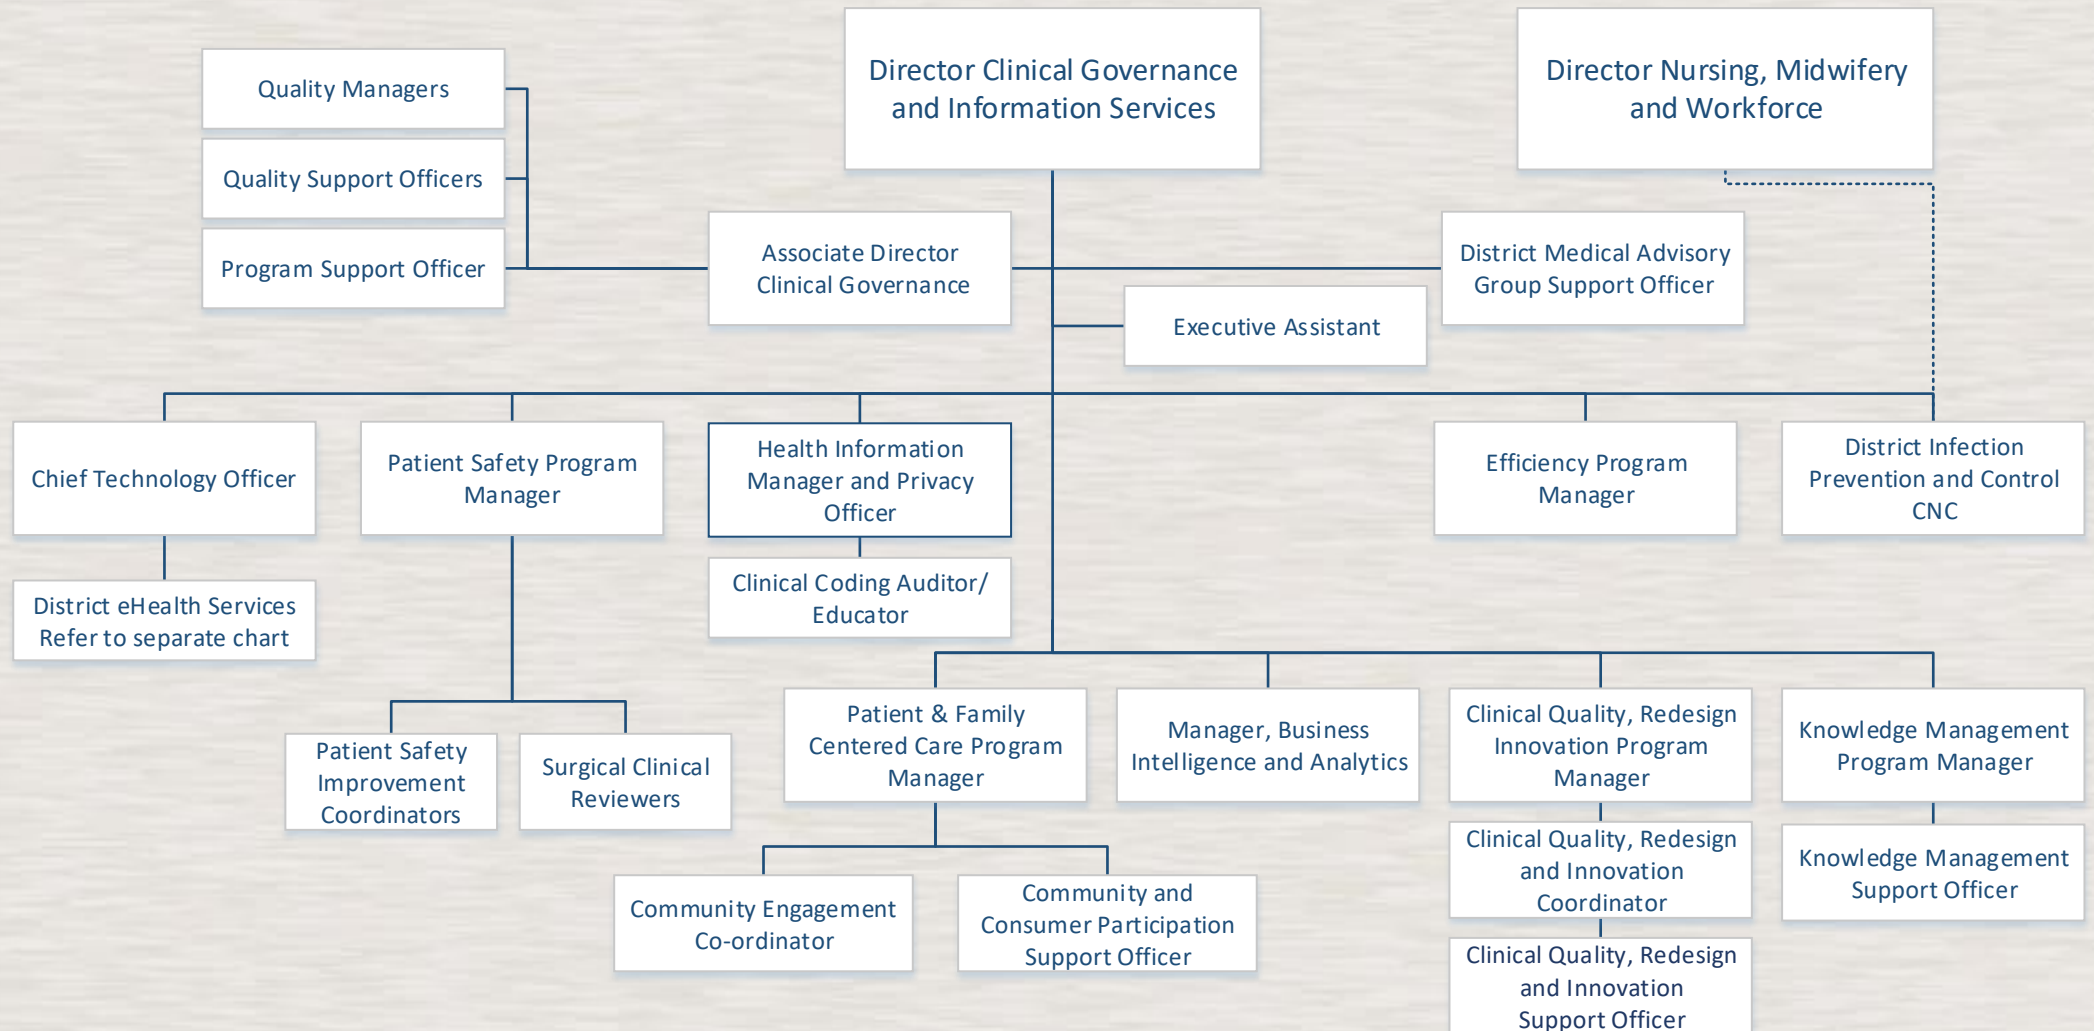 Director Clinical Governance
and Information Services
Director Nursing, Midwifery
and Workforce
Quality Managers
Quality Support Officers
Program Support Officer
Associate Director
Clinical Governance
District Medical Advisory
Group Support Officer
Executive Assistant
Chief Technology Officer
Patient Safety Program
Manager
Health Information
Manager and Privacy
Officer
Efficiency Program
Manager
District Infection
Prevention and Control
CNC
District eHealth Services
Refer to separate chart
Clinical Coding Auditor/
Educator
Patient Safety
Improvement
Coordinators
Surgical Clinical
Reviewers
Patient & Family
Centered Care Program
Manager
Manager, Business
Intelligence and Analytics
Clinical Quality, Redesign
Innovation Program
Manager
Knowledge Management
Program Manager
Community Engagement
Co-ordinator
Community and
Consumer Participation
Support Officer
Clinical Quality, Redesign
and Innovation
Coordinator
Knowledge Management
Support Officer
Clinical Quality, Redesign
and Innovation
Support Officer